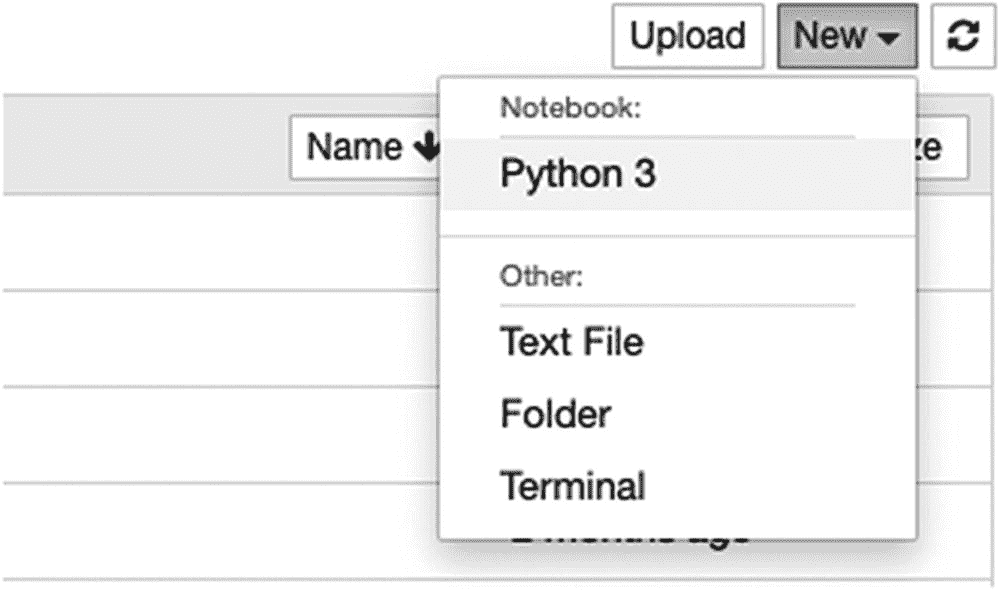 Upload New
Notebook:
Name
Python 3
Other:
Text File
Folder
Terminal